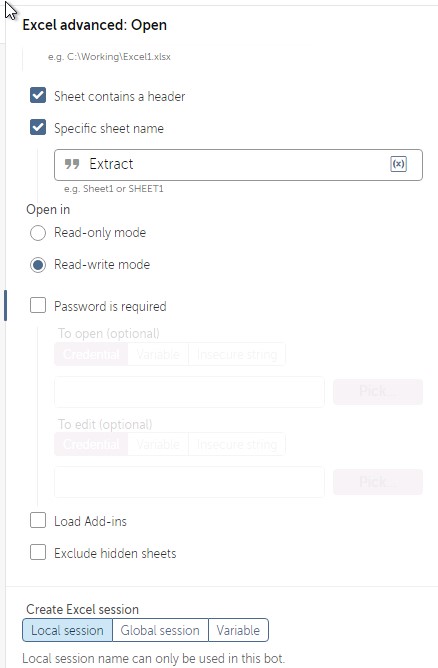 Excel advanced: Open
e.g. C:\Working\Excel1.xlsx
Sheet contains a header
Specific sheet name
Extract
(x)
e.g. Sheet1 or SHEET1
Open in
Read-only mode
Read-write mode
Password is required
To open (optional)
Credential Variable Insecure string
Pick...
To edit (optional)
Credential Variable Insecure string
Pick...
Load Add-ins
Exclude hidden sheets
Create Excel session
Local session Global session Variable
Local session name can only be used in this bot.